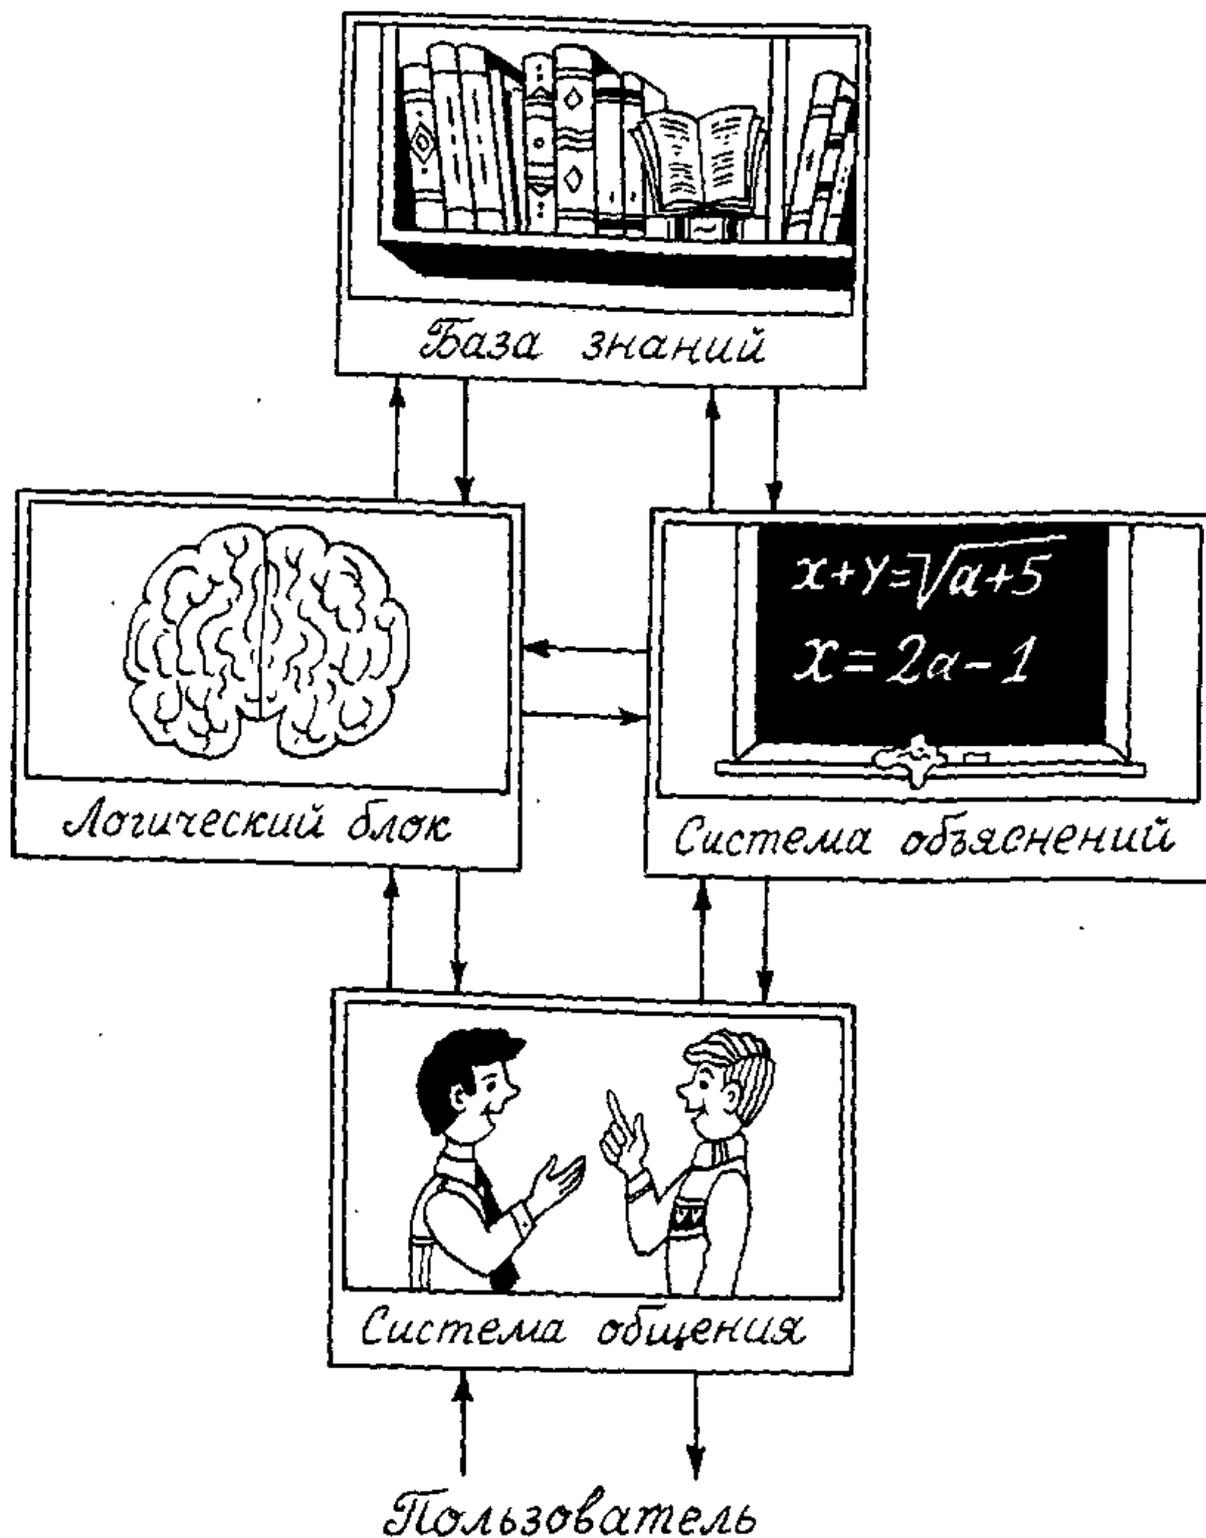 База знаний
x+y=√a+5
x=2a-1
Логический блок
Система объяснений
Система общения
Пользователь